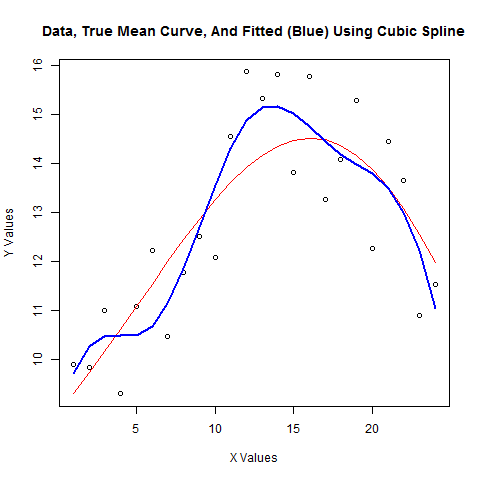 Data, True Mean Curve, And Fitted (Blue) Using Cubic Spline
16
15
14
13
12
11
10
Y Values
5 10 15 20
X Values